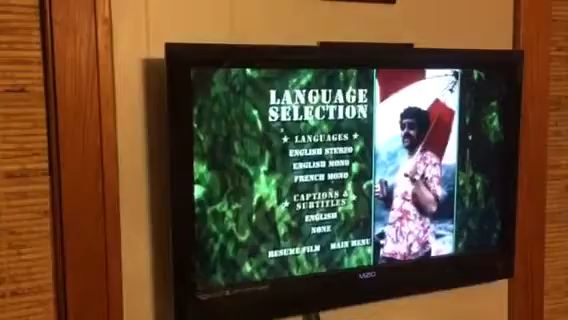 LANGUAGE
SELECTION
★ LANGUAGES ★
ENGLISH STEREO
ENGLISH MONO
FRENCH MONO
CAPTIONS &
★ SUBTITLES ★
ENGLISH
NONE
RESUME FILM MAIN MENU
VIZIO